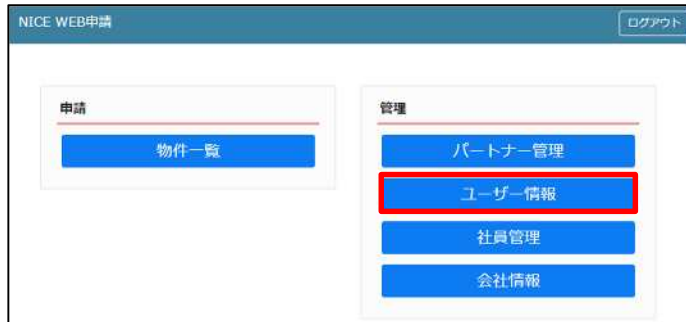 NICE WEB申請
ログアウト
申請
物件一覧
管理
パートナー管理
ユーザー情報
社員管理
会社情報